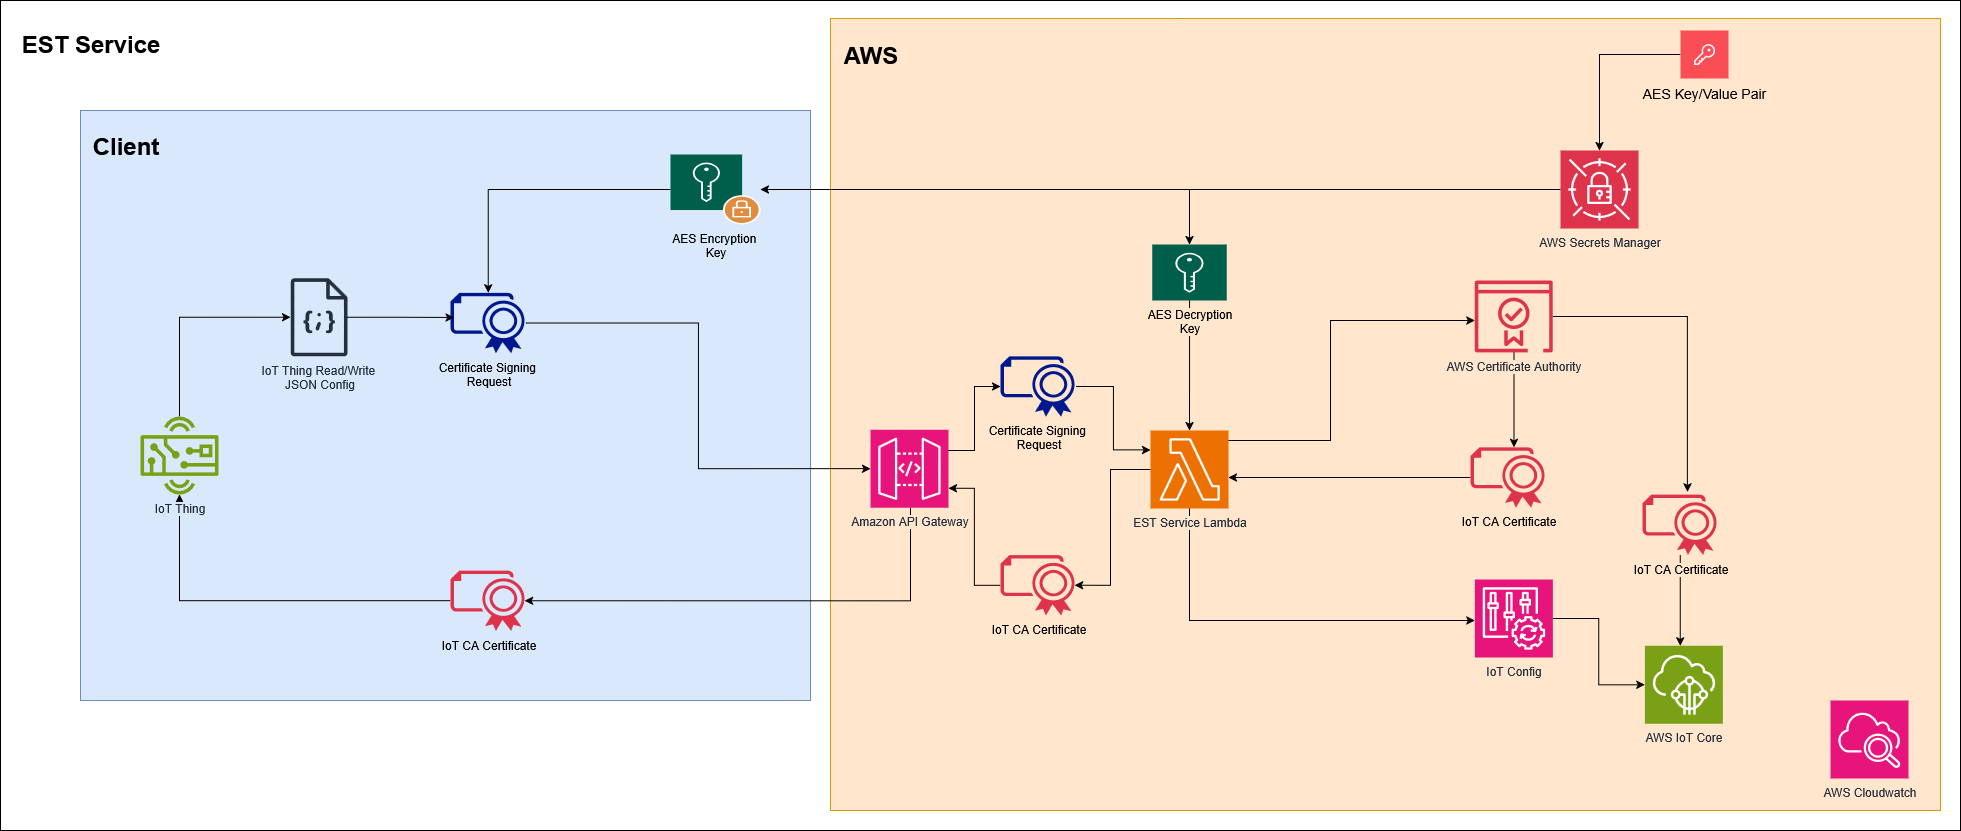 EST Service
AWS
AES Key/Value Pair
Client
AES Encryption
Key
AWS Secrets Manager
AES Decryption
Key
IoT Thing Read/Write
JSON Config
{;}
Certificate Signing
Request
AWS Certificate Authority
Certificate Signing
Request
</>
IoT Thing
Amazon API Gateway
EST Service Lambda
IoT CA Certificate
IoT CA Certificate
IoT CA Certificate
IoT CA Certificate
IoT Config
AWS IoT Core
AWS Cloudwatch